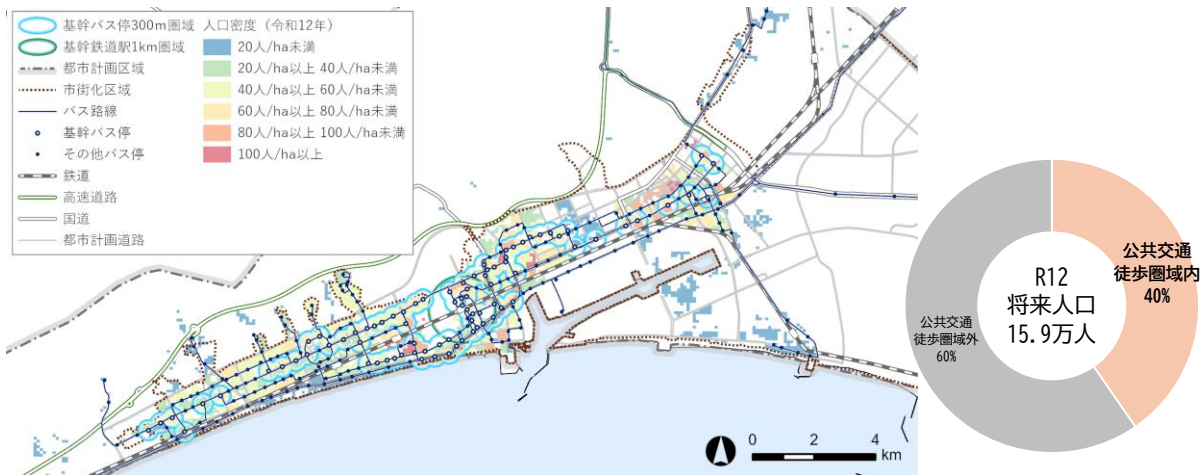 基幹バス停300m圏域
基幹鉄道駅1km圏域
都市計画区域
市街化区域
バス路線
基幹バス停
その他バス停
鉄道
高速道路
国道
都市計画道路
人口密度（令和12年）
20人/ha未満
20人/ha以上 40人/ha未満
40人/ha以上 60人/ha未満
60人/ha以上 80人/ha未満
80人/ha以上 100人/ha未満
100人/ha以上
0 2 4
km
公共交通
徒歩圏域内
40%
R12
将来人口
15.9万人
公共交通
徒歩圏域外
60%